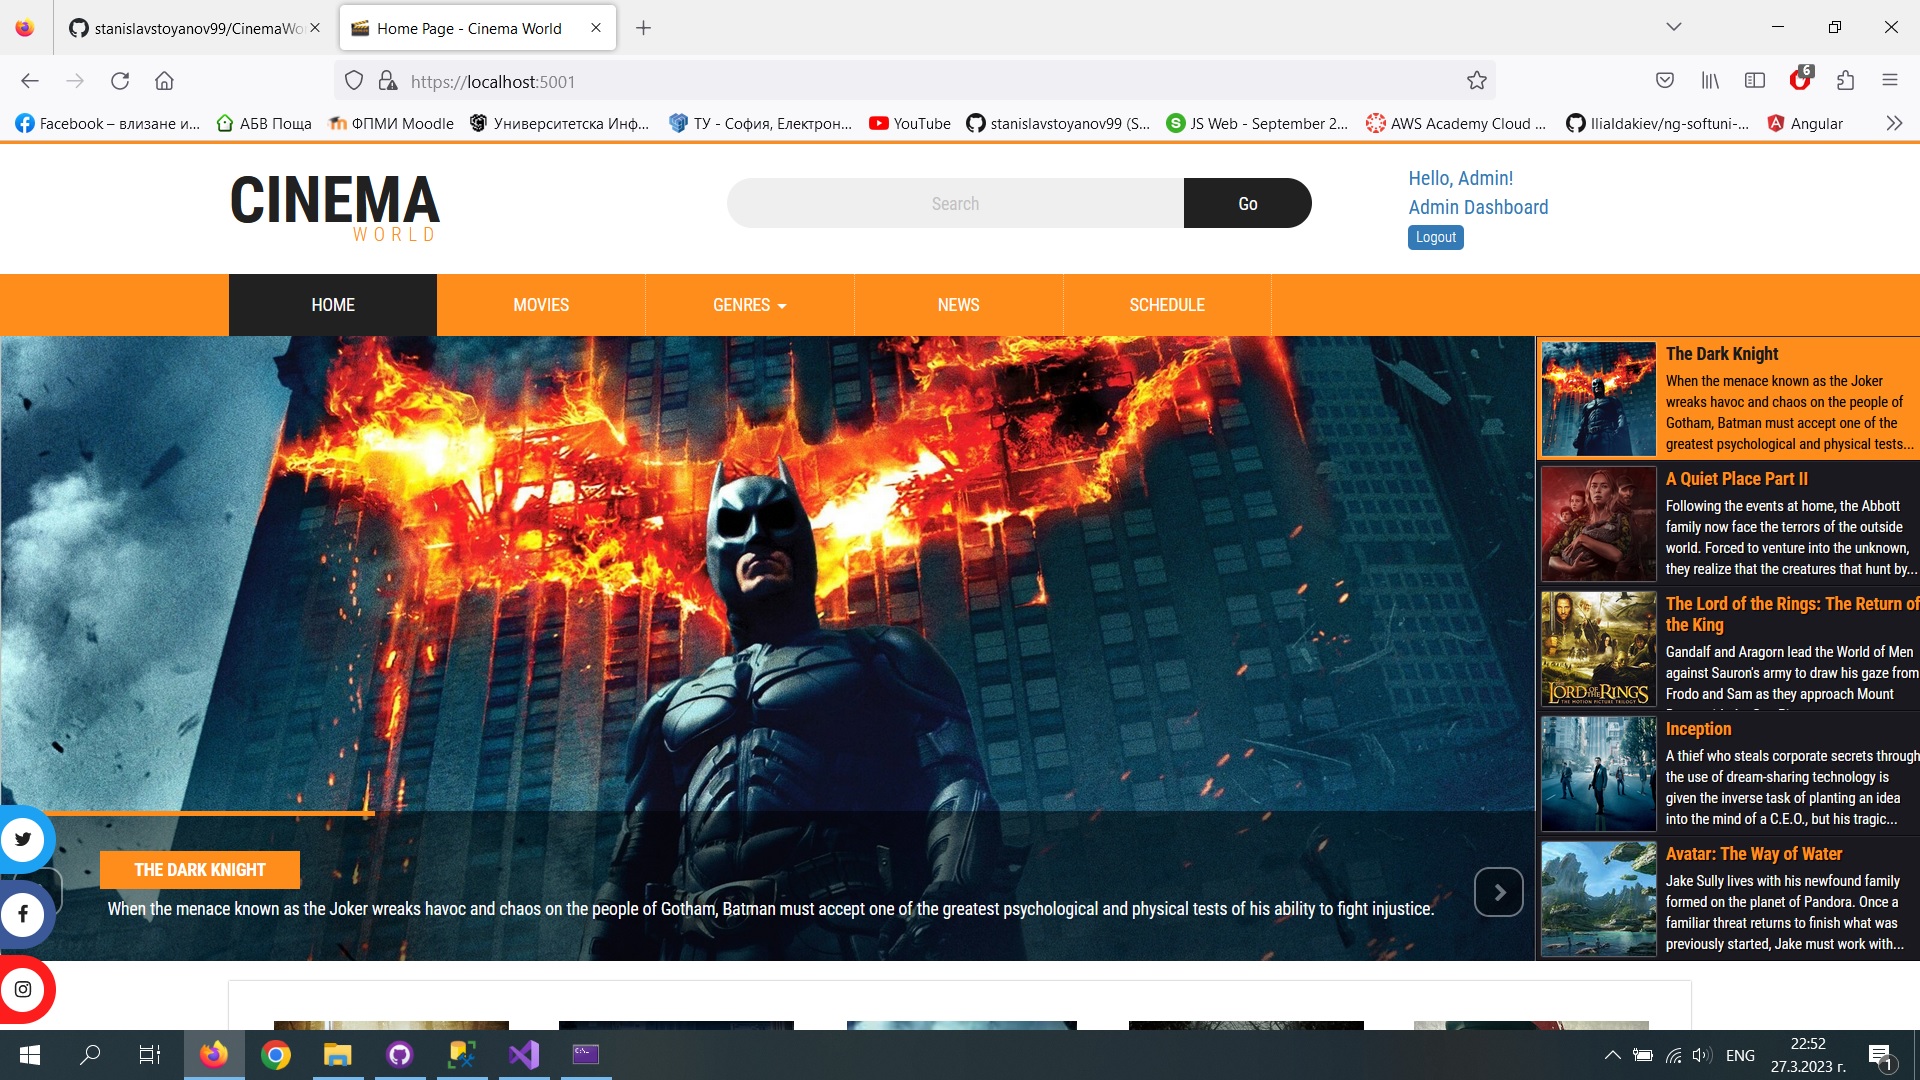 stanislavstoyanov99/CinemaWo
Home Page - Cinema World
https://localhost:5001
6
Facebook – влизане и...
АБВ Поща
ФПМИ Moodle
Университетска Инф...
ТУ - София, Електрон...
YouTube
stanislavstoyanov99 (S...
JS Web - September 2...
AWS Academy Cloud ...
IliaIdakiev/ng-softuni-...
Angular
CINEMA
WORLD
Search
Go
Hello, Admin!
Admin Dashboard
Logout
HOME
MOVIES
GENRES
NEWS
SCHEDULE
THE DARK KNIGHT
When the menace known as the Joker wreaks havoc and chaos on the people of Gotham, Batman must accept one of the greatest psychological and physical tests of his ability to fight injustice.
The Dark Knight
When the menace known as the Joker
wreaks havoc and chaos on the people of
Gotham, Batman must accept one of the
greatest psychological and physical tests...
A Quiet Place Part II
Following the events at home, the Abbott
family now face the terrors of the outside
world. Forced to venture into the unknown,
they realize that the creatures that hunt by...
The Lord of the Rings: The Return of
the King
Gandalf and Aragorn lead the World of Men
against Sauron's army to draw his gaze from
Frodo and Sam as they approach Mount
THE
LORD OF THE RINGS
THE MOTION PICTURE TRILOGY
Inception
A thief who steals corporate secrets through
the use of dream-sharing technology is
given the inverse task of planting an idea
into the mind of a C.E.O., but his tragic...
Avatar: The Way of Water
Jake Sully lives with his newfound family
formed on the planet of Pandora. Once a
familiar threat returns to finish what was
previously started, Jake must work with...
ENG
22:52
27.3.2023 г.
1